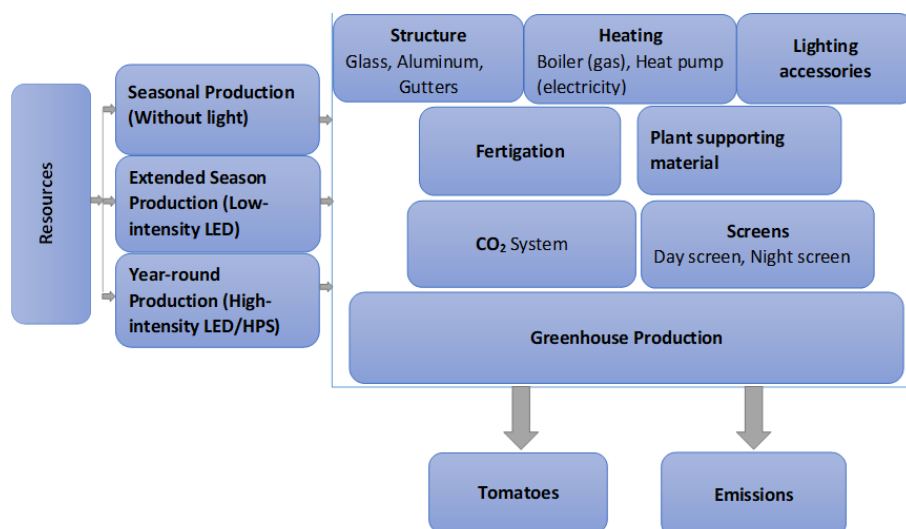 Resources
Seasonal Production
(Without light)
Extended Season
Production (Low-
intensity LED)
Year-round
Production (High-
intensity LED/HPS)
Structure
Glass, Aluminum,
Gutters
Heating
Boiler (gas), Heat pump
(electricity)
Lighting
accessories
Fertigation
Plant supporting
material
CO₂ System
Screens
Day screen, Night screen
Greenhouse Production
Tomatoes
Emissions